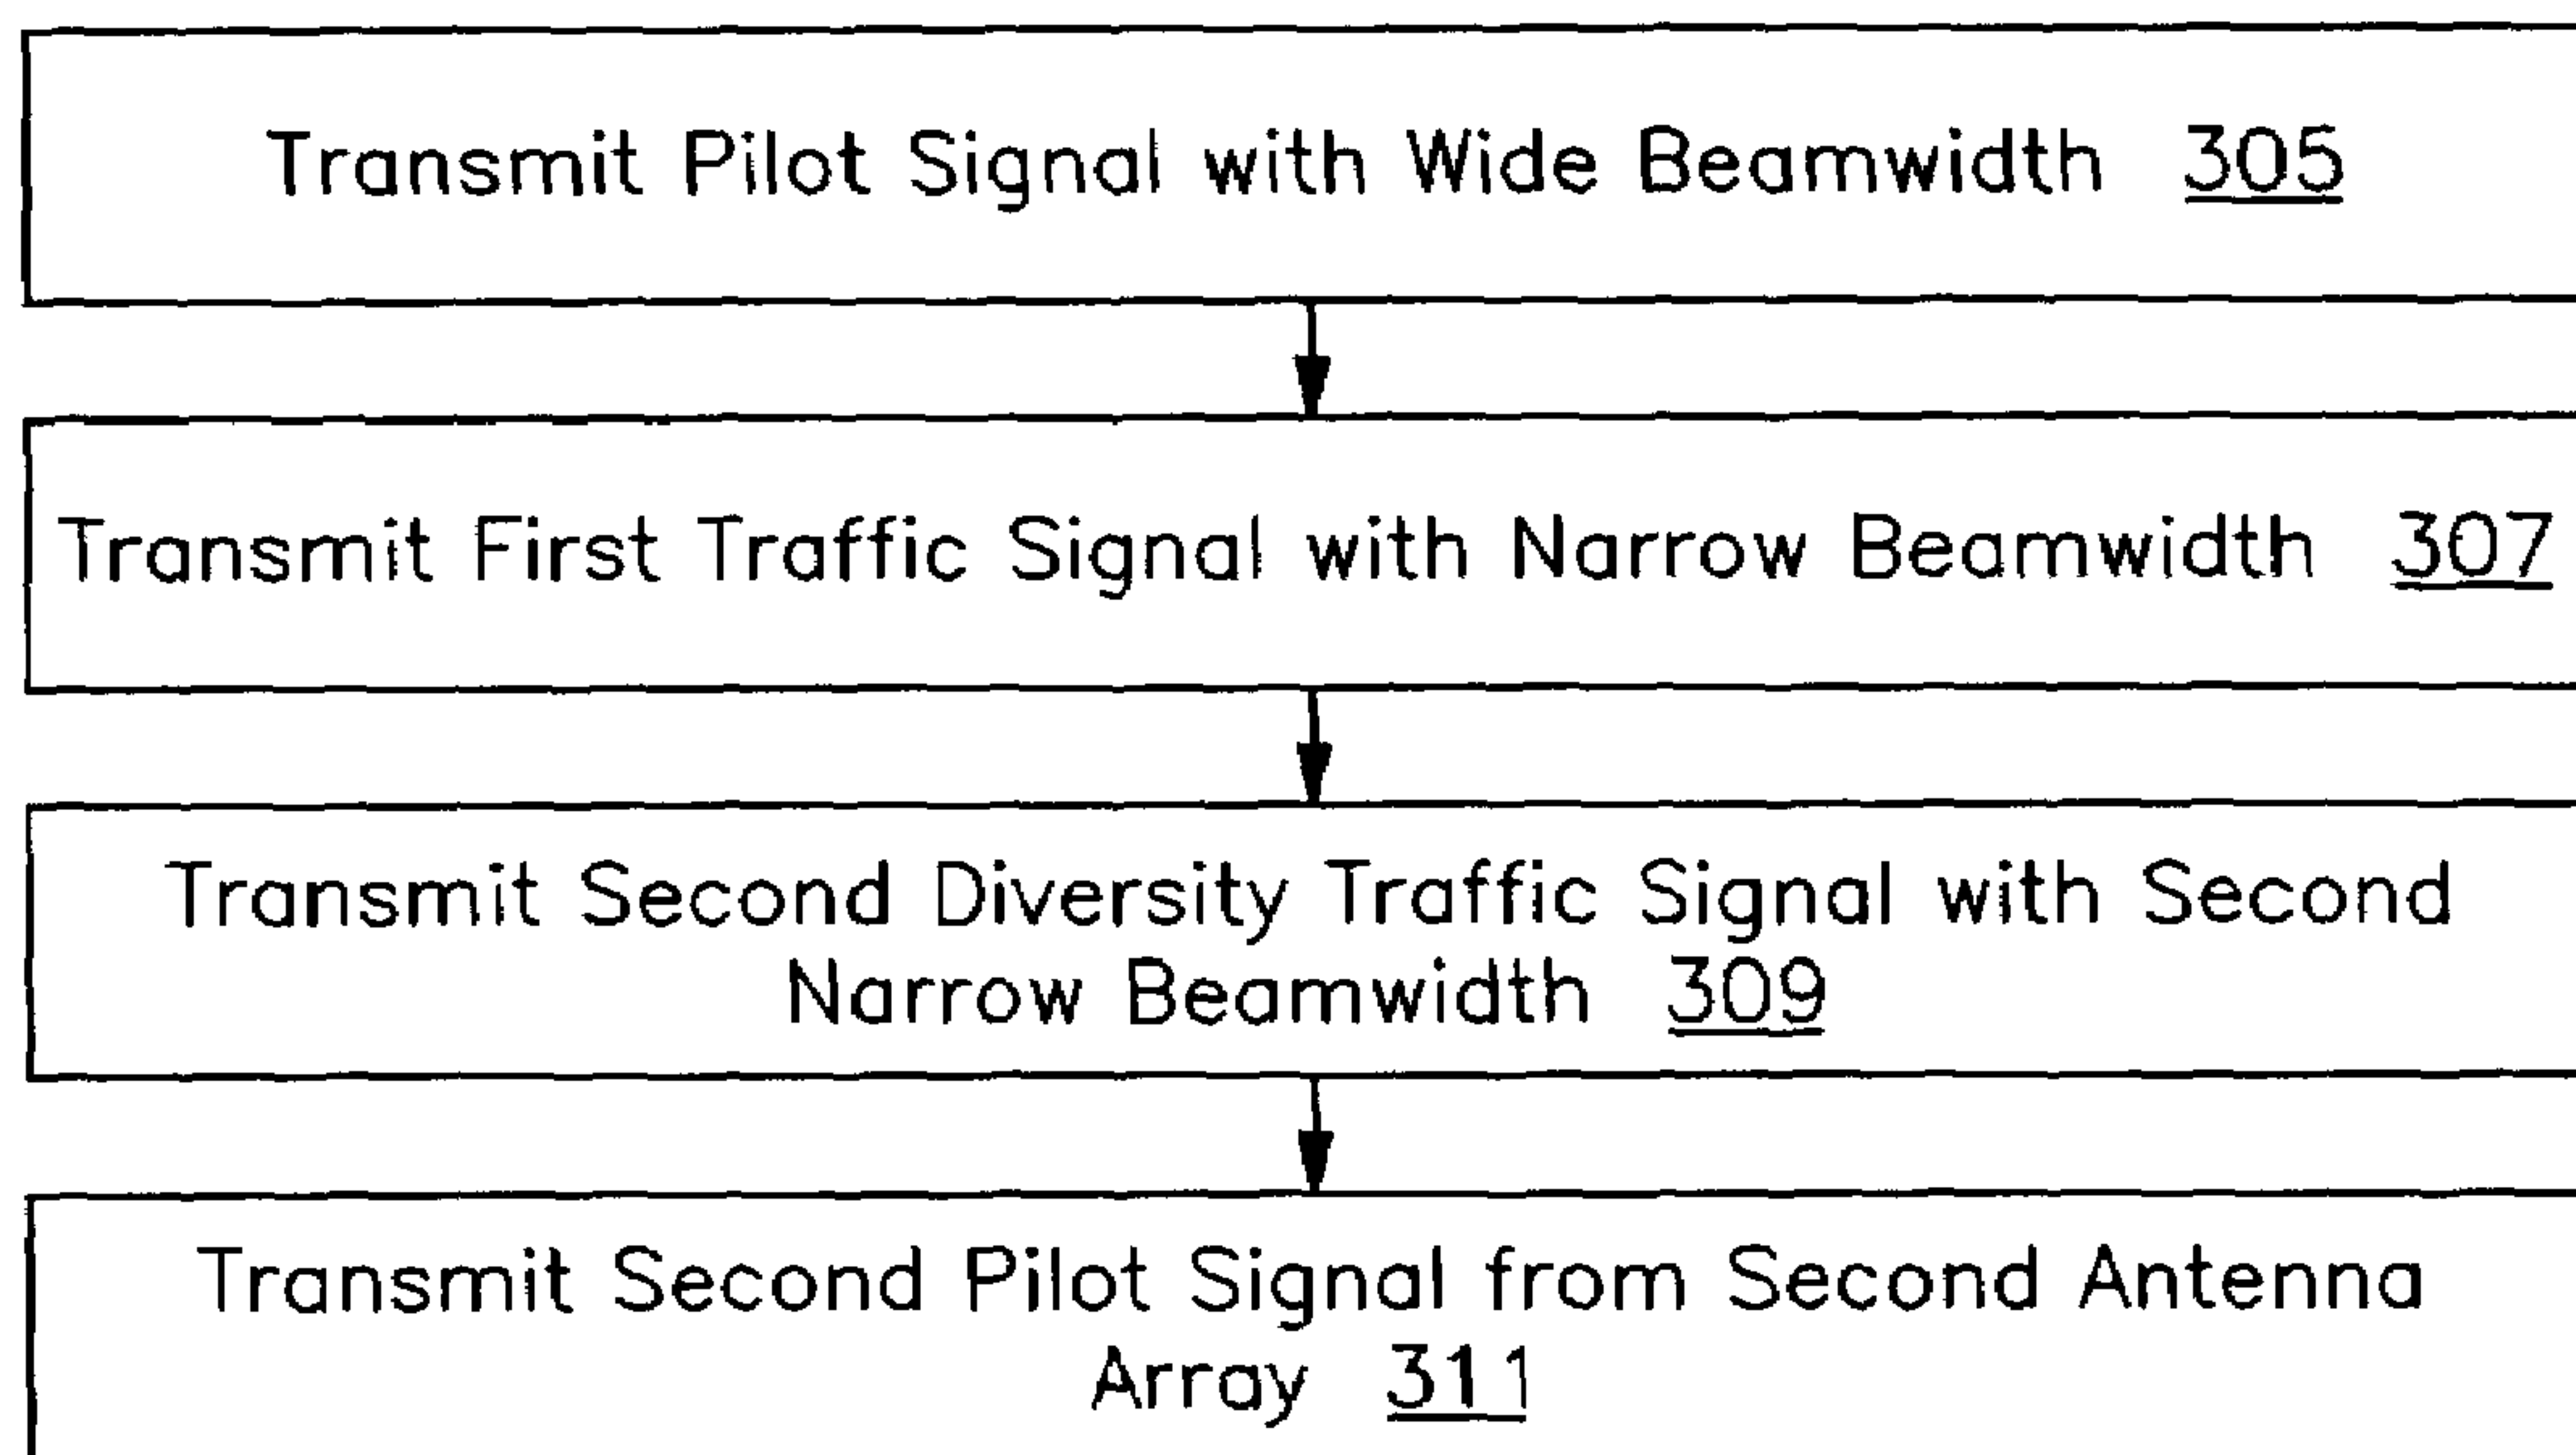 Transmit Pilot Signal with Wide Beamwidth 305
Transmit First Traffic Signal with Narrow Beamwidth 307
Transmit Second Diversity Traffic Signal with Second
Narrow Beamwidth 309
Transmit Second Pilot Signal from Second Antenna
Array 311